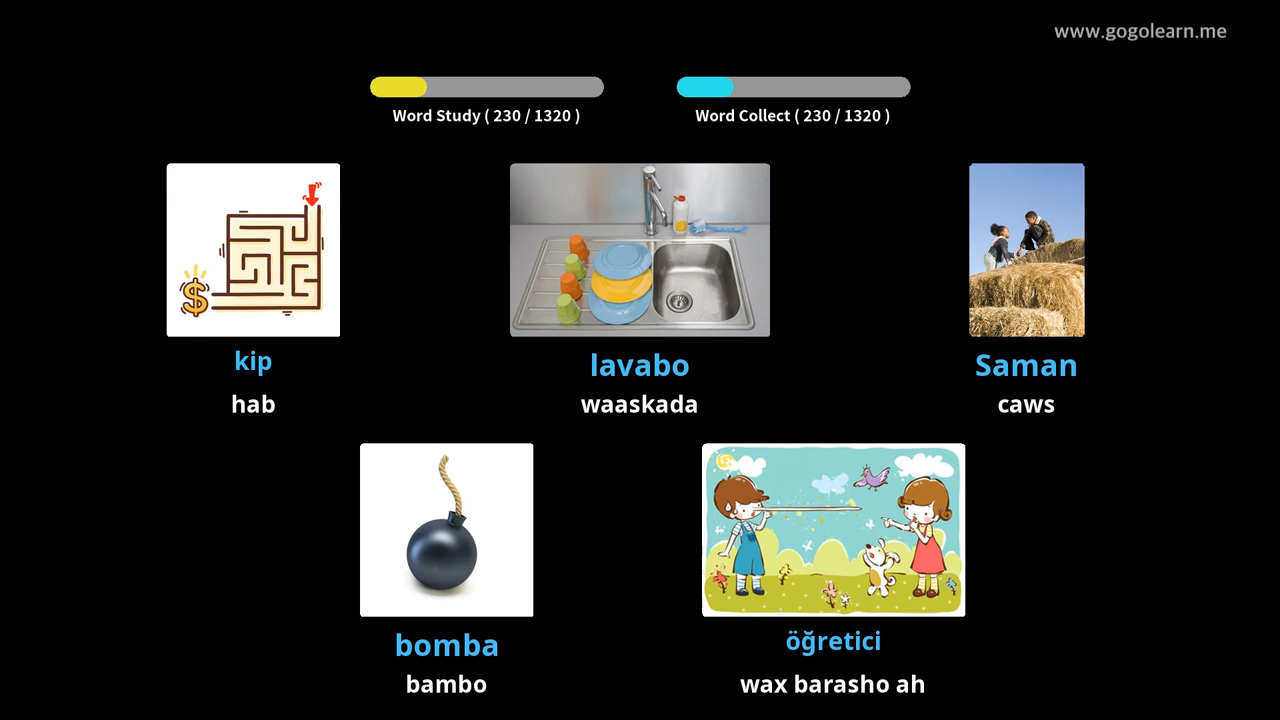 www.gogolearn.me
Word Study ( 230 / 1320 )
Word Collect ( 230 / 1320 )
kip
hab
lavabo
waaskada
Saman
caws
bomba
bambo
öğretici
wax barasho ah